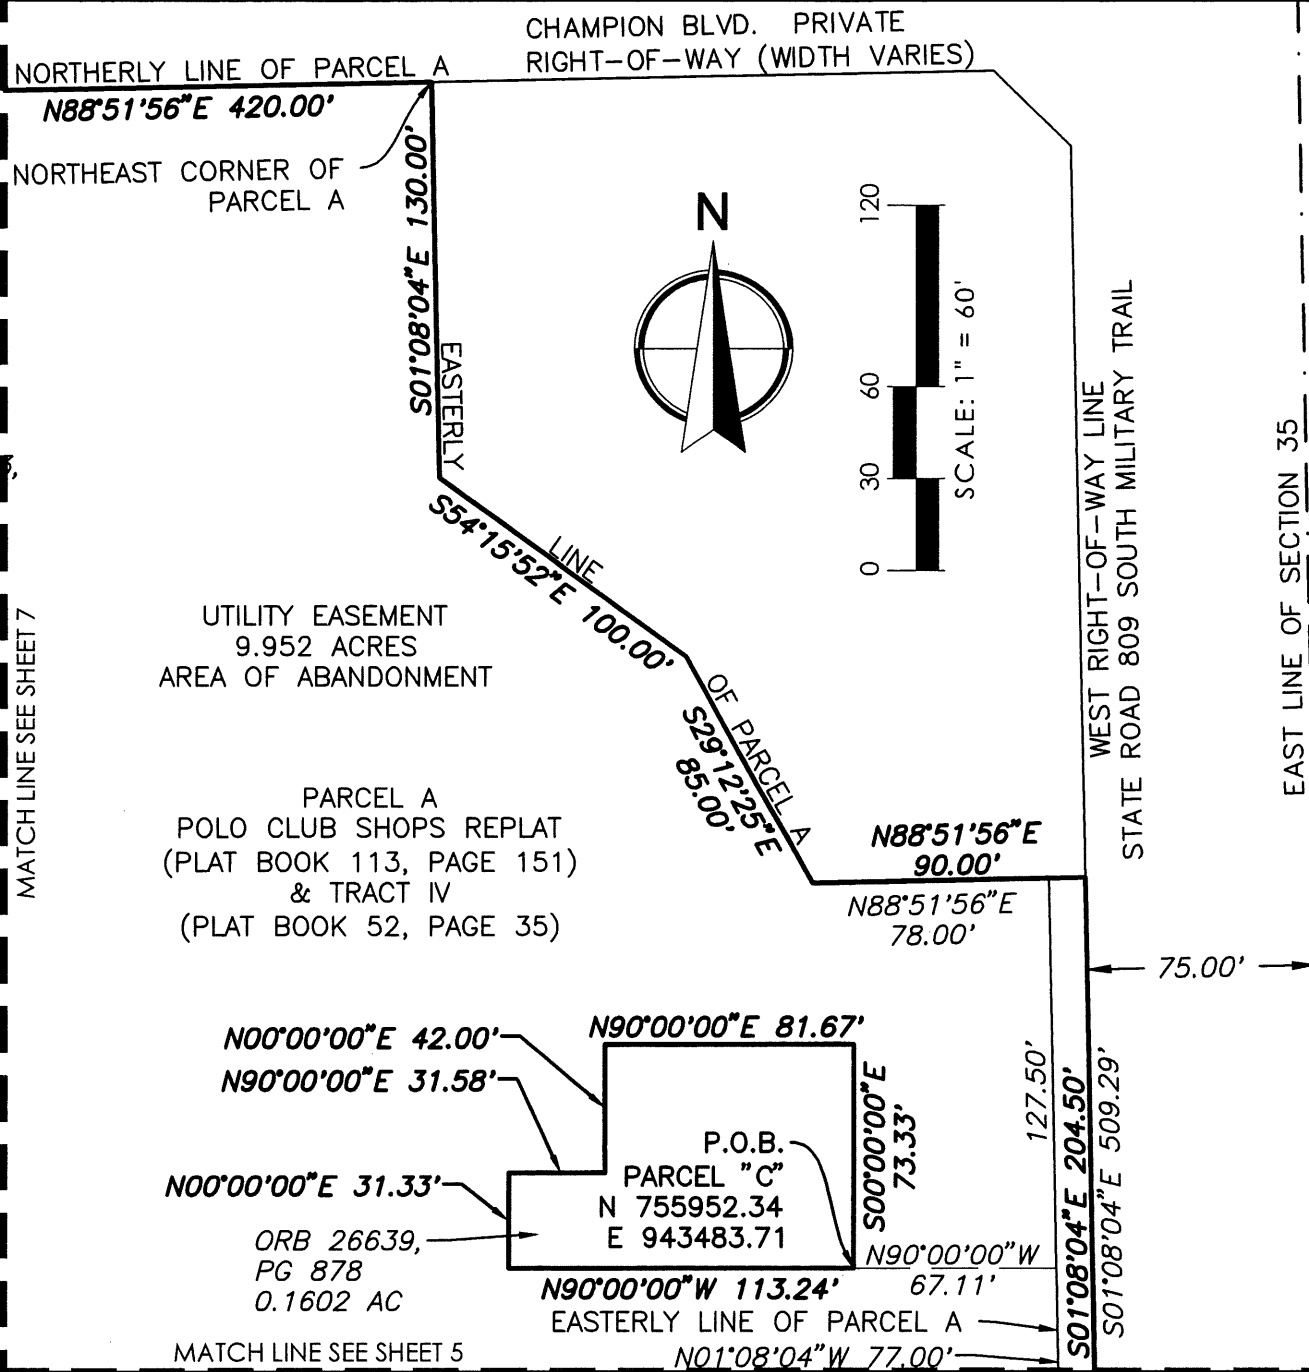 CHAMPION BLVD. PRIVATE
RIGHT-OF-WAY (WIDTH VARIES)
NORTHERLY LINE OF PARCEL A
N88°51'56"E 420.00'
NORTHEAST CORNER OF
PARCEL A
S01°08'04"E 130.00'
EASTERLY
N
120
60
30
0
SCALE: 1" = 60'
WEST RIGHT-OF-WAY LINE
STATE ROAD 809 SOUTH MILITARY TRAIL
EAST LINE OF SECTION 35
S54°15'52"E 100.00'
LINE
UTILITY EASEMENT
9.952 ACRES
AREA OF ABANDONMENT
MATCH LINE SEE SHEET 7
OF PARCEL A
S29°12'25"E
85.00'
PARCEL A
POLO CLUB SHOPS REPLAT
(PLAT BOOK 113, PAGE 151)
& TRACT IV
(PLAT BOOK 52, PAGE 35)
N88°51'56"E
90.00'
N88°51'56"E
78.00'
75.00'
N00°00'00"E 42.00'
N90°00'00"E 81.67'
N90°00'00"E 31.58'
S00°00'00"E
73.33'
127.50'
S01°08'04"E 204.50'
S01°08'04"E 509.29'
P.O.B.
PARCEL "C"
N 755952.34
E 943483.71
N00°00'00"E 31.33'
ORB 26639,
PG 878
0.1602 AC
N90°00'00"W
67.11'
N90°00'00"W 113.24'
EASTERLY LINE OF PARCEL A
MATCH LINE SEE SHEET 5
N01°08'04"W 77.00'